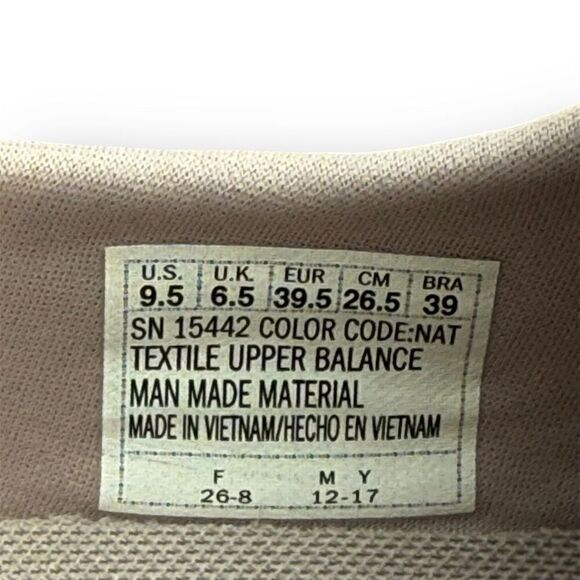 U.S. U.K. EUR CM BRA
9.5 6.5 39.5 26.5 39
SN 15442 COLOR CODE:NAT
TEXTILE UPPER BALANCE
MAN MADE MATERIAL
MADE IN VIETNAM/HECHO EN VIETNAM
F M Y
26-8 12-17